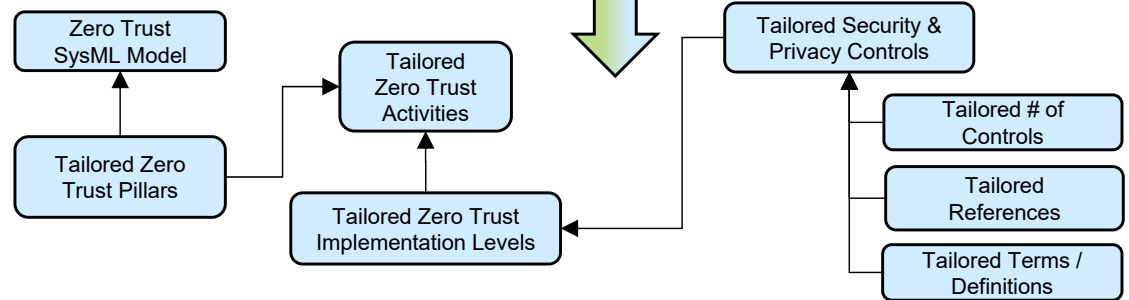 Zero Trust
SysML Model
Tailored Zero
Trust Pillars
Tailored
Zero Trust
Activities
Tailored Zero Trust
Implementation Levels
Tailored Security &
Privacy Controls
Tailored # of
Controls
Tailored
References
Tailored Terms /
Definitions